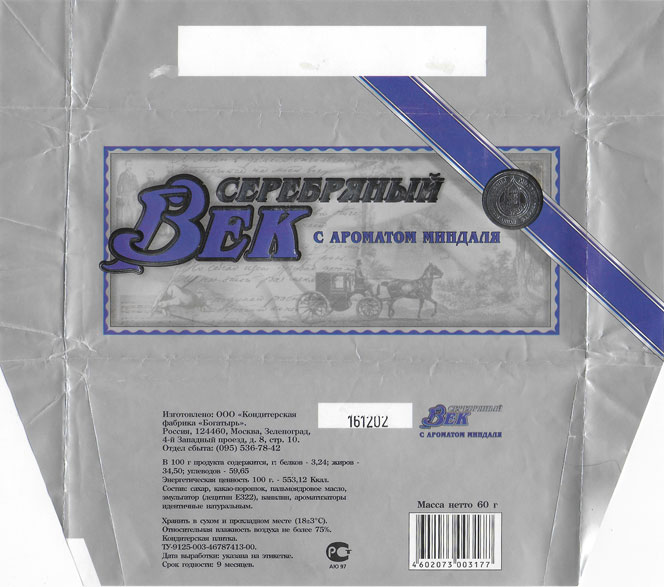 СЕРЕБРЯНЫЙ
ВЕК
С АРОМАТОМ МИНДАЛЯ
Изготовлено: ООО «Кондитерская
фабрика «Богатырь».
Россия, 124460, Москва, Зеленоград,
4-й Западный проезд, д. 8, стр. 10.
Отдел сбыта: (095) 536-78-42
161202
СЕРЕБРЯНЫЙ
ВЕК
С АРОМАТОМ МИНДАЛЯ
В 100 г продукта содержится, г: белков - 3,24; жиров -
34,50; углеводов - 59,65
Энергетическая ценность 100 г. - 553,12 Ккал.
Состав: сахар, какао-порошок, пальмоядровое масло,
эмульгатор (лецитин Е322), ванилин, ароматизаторы
идентичные натуральным.
Хранить в сухом и прохладном месте (18±3°С).
Относительная влажность воздуха не более 75%.
Кондитерская плитка.
ТУ-9125-003-46787413-00.
Дата выработки: указана на этикетке.
Срок годности: 9 месяцев.
АЮ 97
Масса нетто 60 г
4602073003177